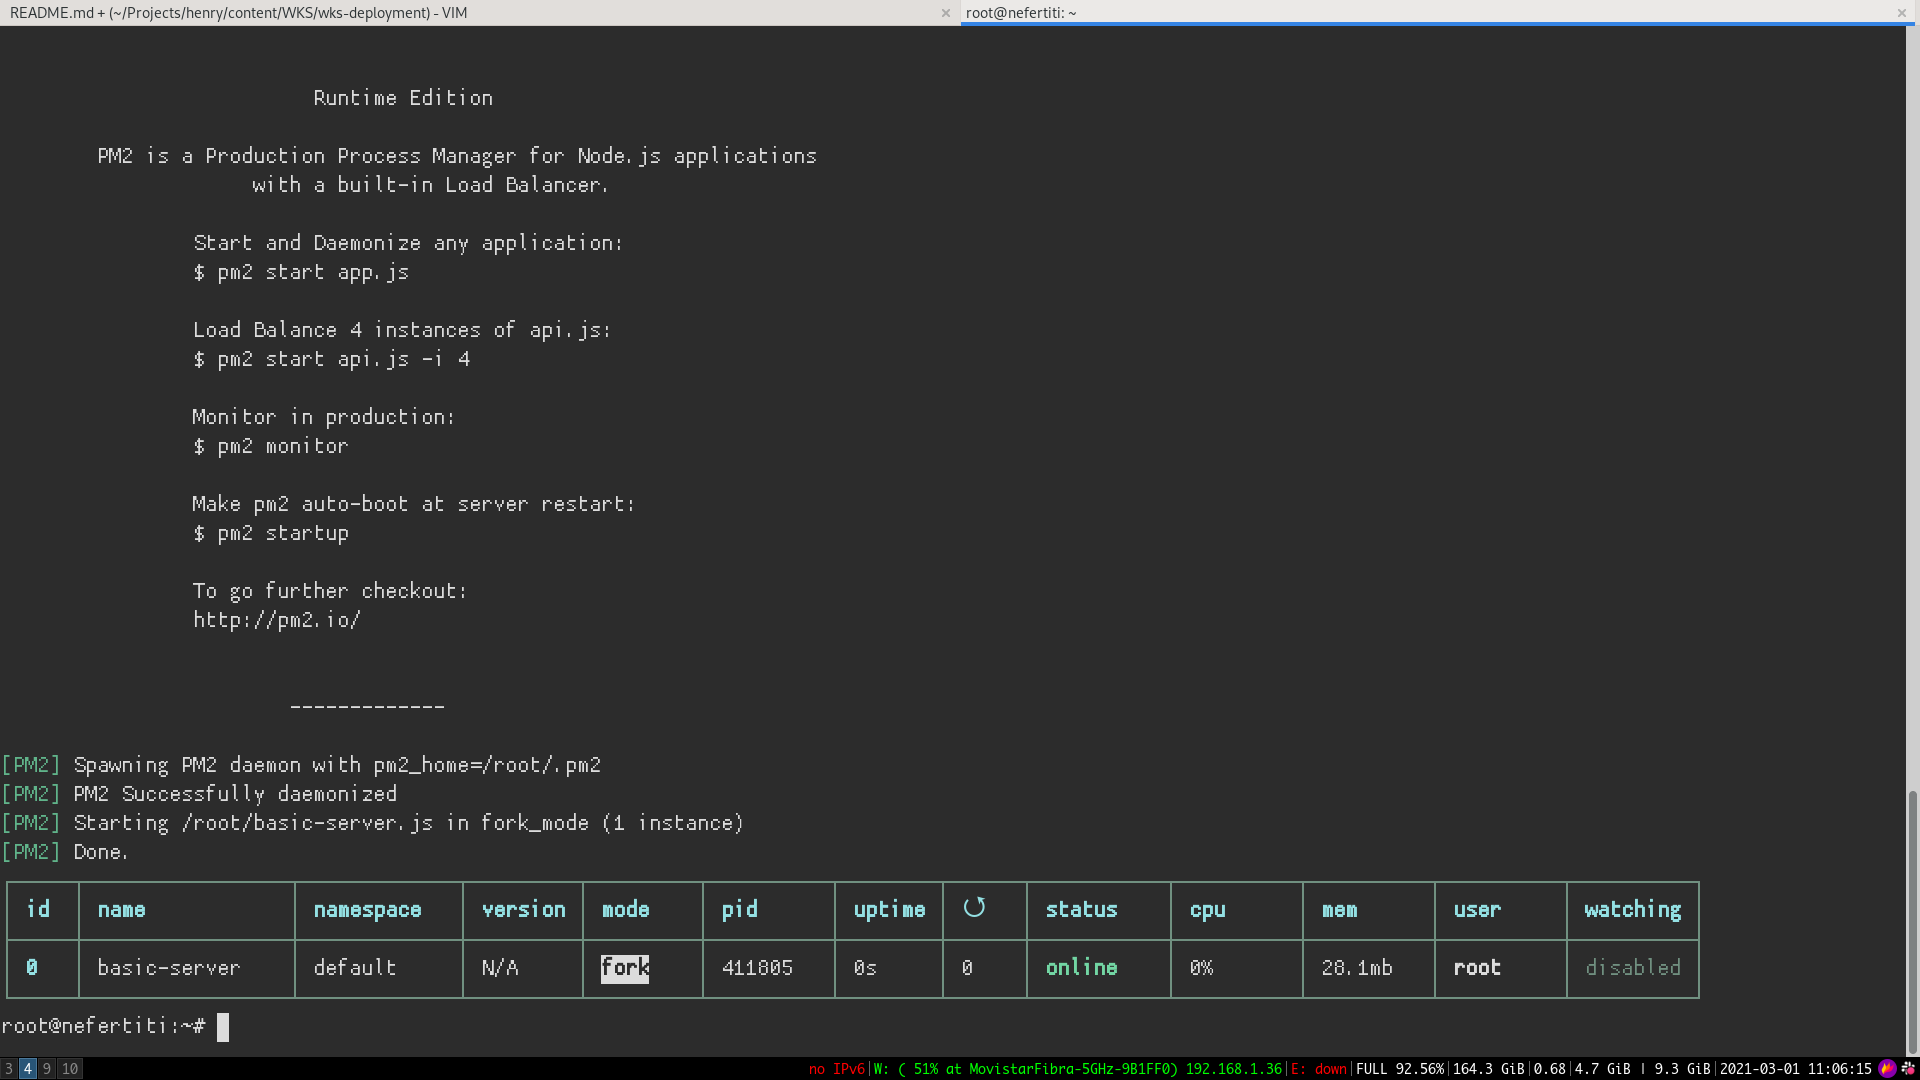 README.md + (~/Projects/henry/content/WKS/wks-deployment) - VIM × root@nefertiti: ~ ×
Runtime Edition
PM2 is a Production Process Manager for Node.js applications
with a built-in Load Balancer.
Start and Daemonize any application:
$ pm2 start app.js
Load Balance 4 instances of api.js:
$ pm2 start api.js -i 4
Monitor in production:
$ pm2 monitor
Make pm2 auto-boot at server restart:
$ pm2 startup
To go further checkout:
http://pm2.io/
-------------
[PM2] Spawning PM2 daemon with pm2_home=/root/.pm2
[PM2] PM2 Successfully daemonized
[PM2] Starting /root/basic-server.js in fork_mode (1 instance)
[PM2] Done.
id name namespace version mode pid uptime ↺ status cpu mem user watching
0 basic-server default N/A fork 411805 0s 0 online 0% 28.1mb root disabled
root@nefertiti:~#
3 4 9 10 no IPv6|W: ( 51% at MovistarFibra-5GHz-9B1FF0) 192.168.1.36|E: down|FULL 92.56%|164.3 GiB|0.68|4.7 GiB | 9.3 GiB|2021-03-01 11:06:15